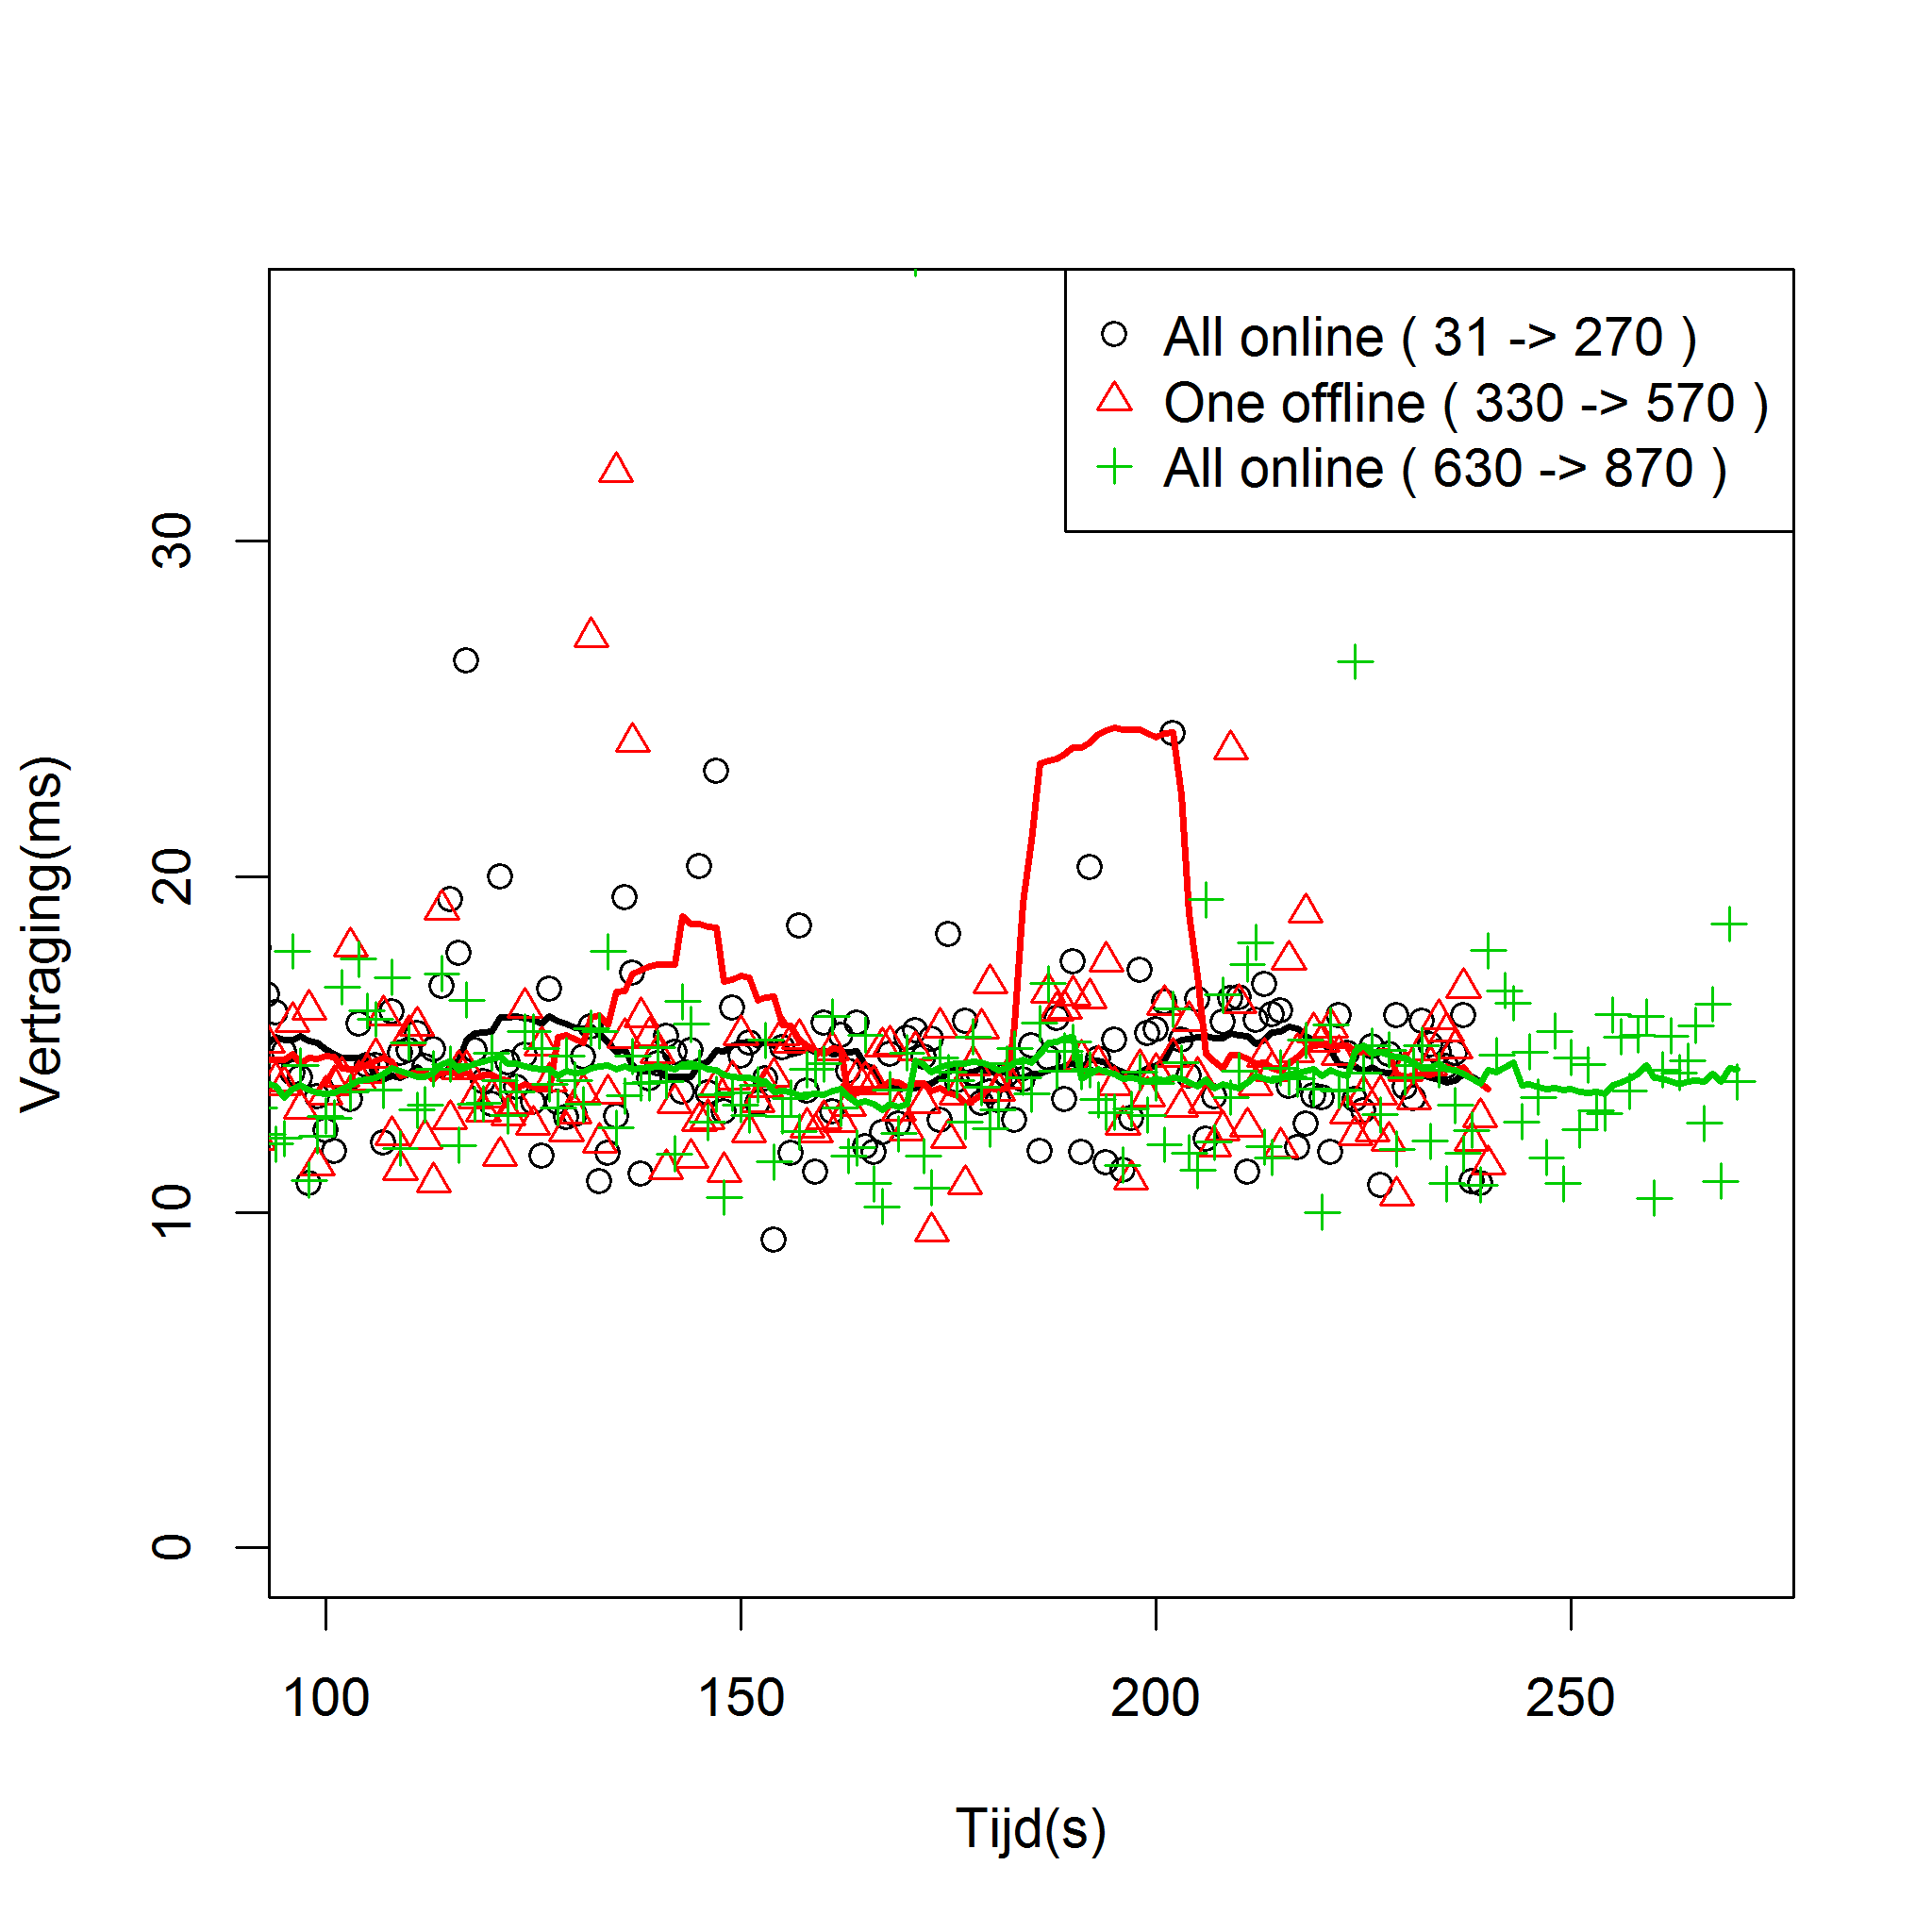 All online ( 31 -> 270 )
One offline ( 330 -> 570 )
All online ( 630 -> 870 )
Vertraging(ms)
30
20
10
0
100 150 200 250
Tijd(s)